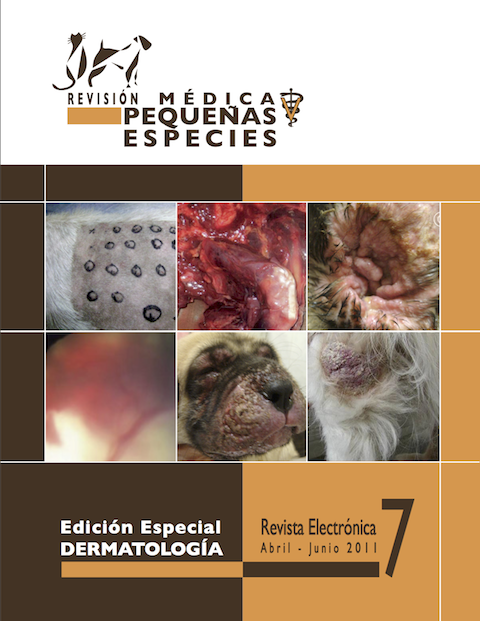 REVISIÓN MÉDICA
PEQUEÑAS
ESPECIES
Edición Especial
DERMATOLOGÍA
Revista Electrónica
Abril - Junio 2011
7